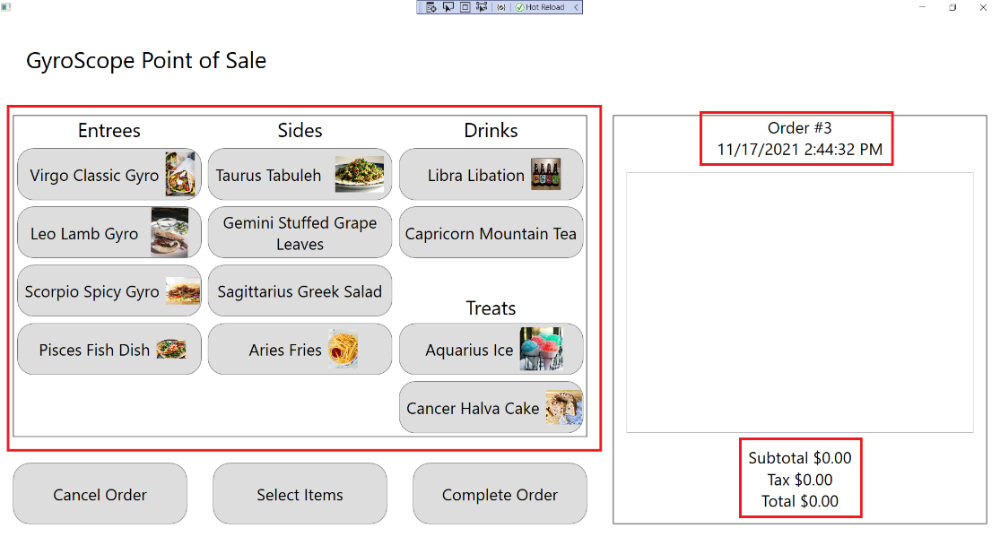 Hot Reload
GyroScope Point of Sale
Entrees
Virgo Classic Gyro
Leo Lamb Gyro
Scorpio Spicy Gyro
Pisces Fish Dish
Sides
Taurus Tabuleh
Gemini Stuffed Grape
Leaves
Sagittarius Greek Salad
Aries Fries
Drinks
Libra Libation
Capricorn Mountain Tea
Treats
Aquarius Ice
Cancer Halva Cake
Cancel Order
Select Items
Complete Order
Order #3
11/17/2021 2:44:32 PM
Subtotal $0.00
Tax $0.00
Total $0.00